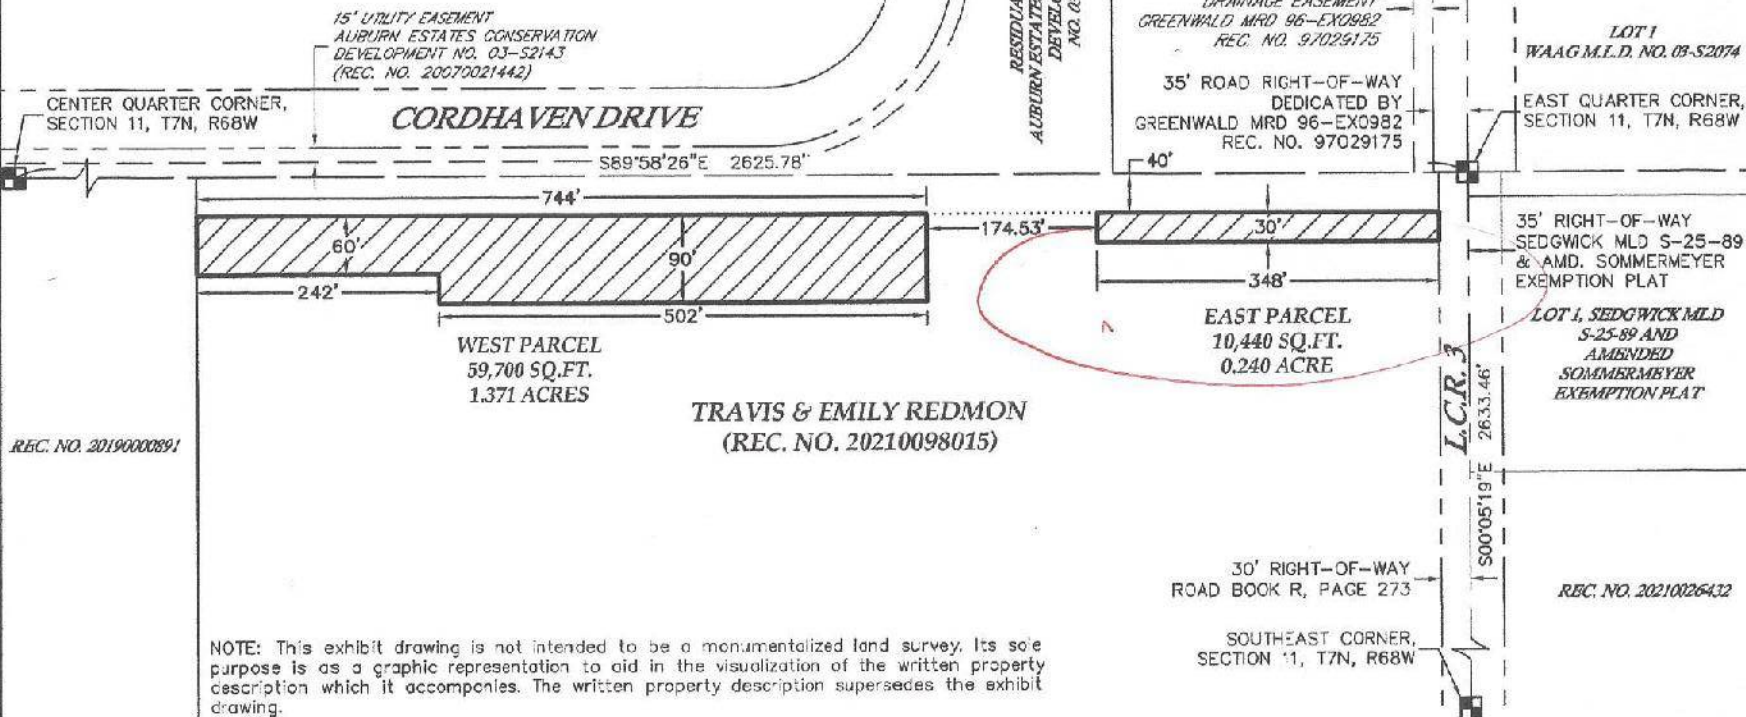 15' UTILITY EASEMENT
AUBURN ESTATES CONSERVATION
DEVELOPMENT NO. 03-S2143
(REC. NO. 20070021442)
CENTER QUARTER CORNER,
SECTION 11, T7N, R68W
CORDHAVEN DRIVE
S89°58'26"E 2625.78'
RESIDUA
AUBURN ESTATE
DEVELO
NO. 0
DRAINAGE EASEMENT
GREENWALD MRD 96-EX0982
REC. NO. 97029175
35' ROAD RIGHT-OF-WAY
DEDICATED BY
GREENWALD MRD 96-EX0982
REC. NO. 97029175
LOT 1
WAAG M.L.D. NO. 03-S2074
EAST QUARTER CORNER,
SECTION 11, T7N, R68W
40'
744'
60'
90'
174.53'
30'
242'
502'
348'
35' RIGHT-OF-WAY
SEDGWICK MLD S-25-89
& AMD. SOMMERMEYER
EXEMPTION PLAT
WEST PARCEL
59,700 SQ.FT.
1.371 ACRES
EAST PARCEL
10,440 SQ.FT.
0.240 ACRE
LOT 1, SEDGWICK MLD
S-25-89 AND
AMENDED
SOMMERMEYER
EXEMPTION PLAT
TRAVIS & EMILY REDMON
(REC. NO. 20210098015)
L.C.R. 3
S00°05'19"E 2633.46'
REC. NO. 20190000891
30' RIGHT-OF-WAY
ROAD BOOK R, PAGE 273
REC. NO. 20210026432
SOUTHEAST CORNER,
SECTION 11, T7N, R68W
NOTE: This exhibit drawing is not intended to be a monumentalized land survey. Its sole
purpose is as a graphic representation to aid in the visualization of the written property
description which it accompanies. The written property description supersedes the exhibit
drawing.